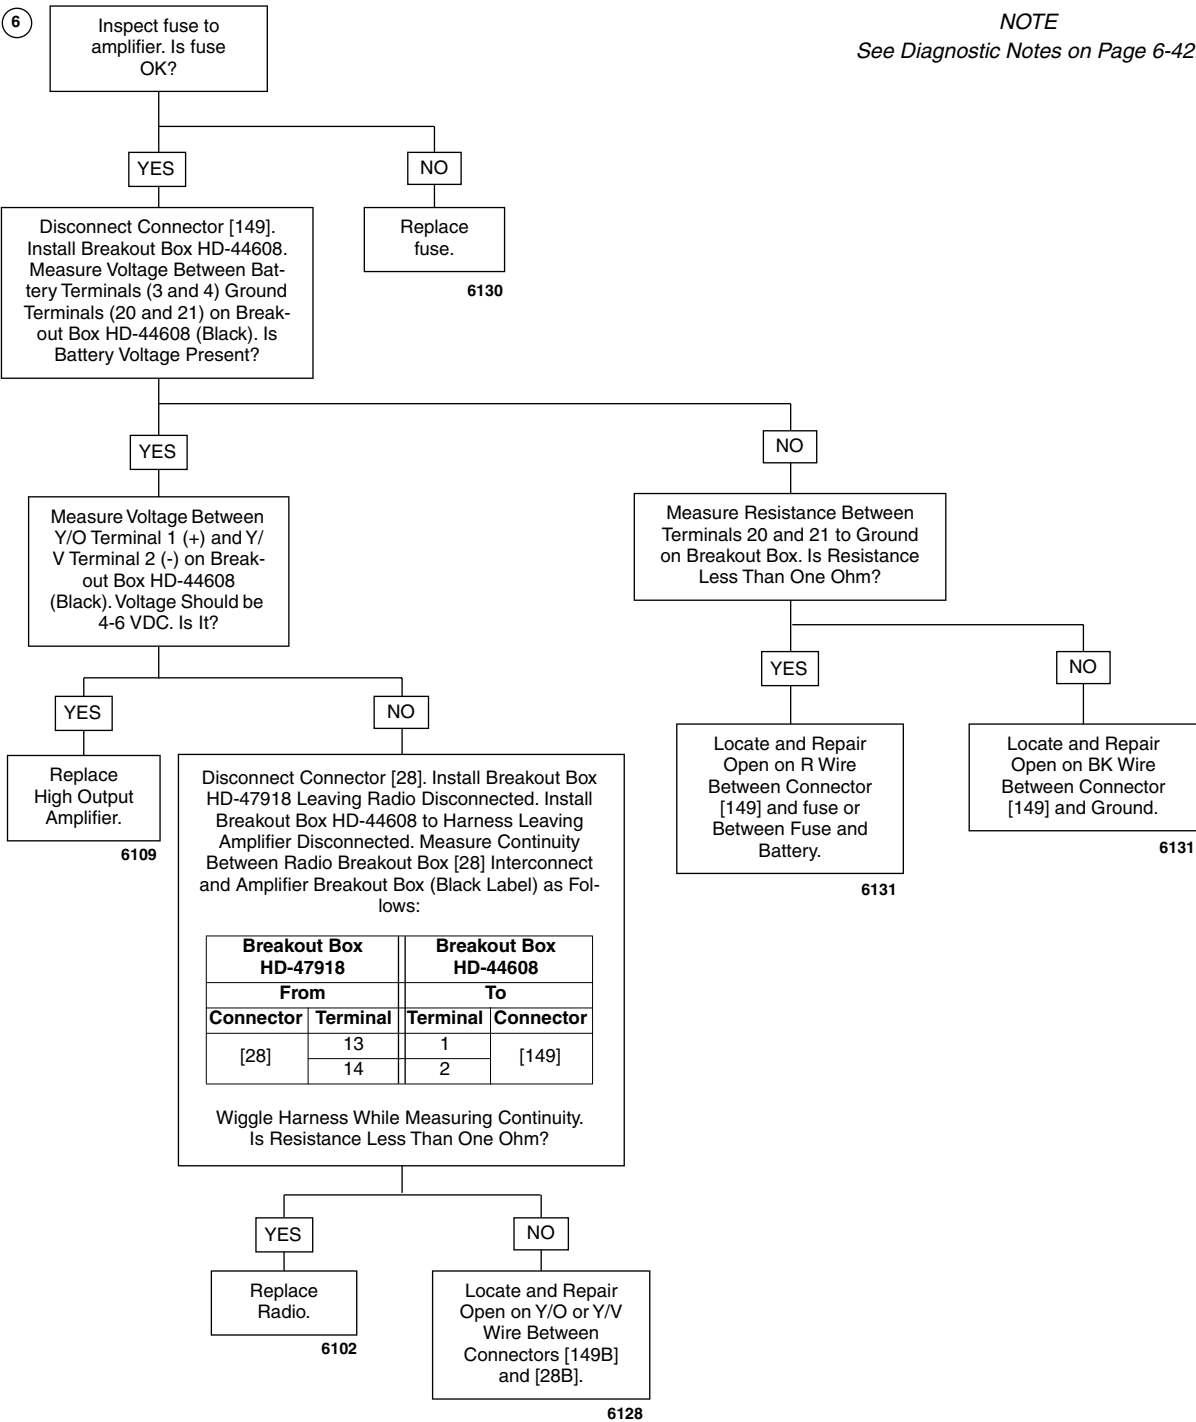 6
Inspect fuse to
amplifier. Is fuse
OK?
NOTE
See Diagnostic Notes on Page 6-42
YES
NO
Disconnect Connector [149].
Install Breakout Box HD-44608.
Measure Voltage Between Bat-
tery Terminals (3 and 4) Ground
Terminals (20 and 21) on Break-
out Box HD-44608 (Black). Is
Battery Voltage Present?
Replace
fuse.
6130
YES
NO
Measure Voltage Between
Y/O Terminal 1 (+) and Y/
V Terminal 2 (-) on Break-
out Box HD-44608
(Black). Voltage Should be
4-6 VDC. Is It?
Measure Resistance Between
Terminals 20 and 21 to Ground
on Breakout Box. Is Resistance
Less Than One Ohm?
YES
NO
YES
NO
Replace
High Output
Amplifier.
6109
Disconnect Connector [28]. Install Breakout Box
HD-47918 Leaving Radio Disconnected. Install
Breakout Box HD-44608 to Harness Leaving
Amplifier Disconnected. Measure Continuity
Between Radio Breakout Box [28] Interconnect
and Amplifier Breakout Box (Black Label) as Fol-
lows:
Breakout Box HD-47918 Breakout Box HD-44608
From To
Connector Terminal Terminal Connector
[28] 13 1 [149]
14 2
Wiggle Harness While Measuring Continuity.
Is Resistance Less Than One Ohm?
Locate and Repair
Open on R Wire
Between Connector
[149] and fuse or
Between Fuse and
Battery.
6131
Locate and Repair
Open on BK Wire
Between Connector
[149] and Ground.
6131
YES
NO
Replace
Radio.
6102
Locate and Repair
Open on Y/O or Y/V
Wire Between
Connectors [149B]
and [28B].
6128